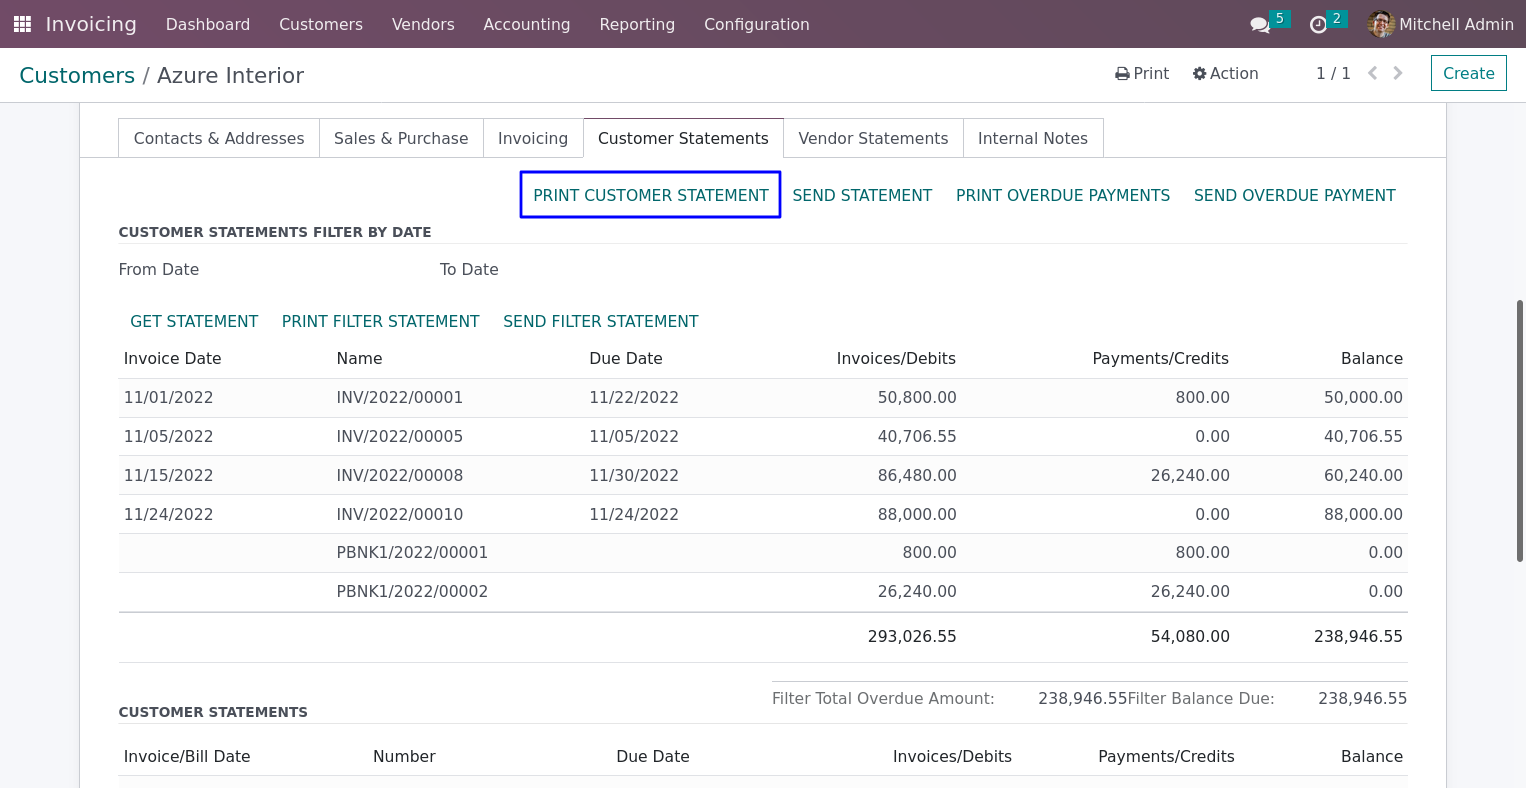 Invoicing Dashboard Customers Vendors Accounting Reporting Configuration 5 2 Mitchell Admin
Customers / Azure Interior Print Action 1 / 1 Create
Contacts & Addresses Sales & Purchase Invoicing Customer Statements Vendor Statements Internal Notes
PRINT CUSTOMER STATEMENT SEND STATEMENT PRINT OVERDUE PAYMENTS SEND OVERDUE PAYMENT
CUSTOMER STATEMENTS FILTER BY DATE
From Date To Date
GET STATEMENT PRINT FILTER STATEMENT SEND FILTER STATEMENT
Invoice Date Name Due Date Invoices/Debits Payments/Credits Balance
11/01/2022 INV/2022/00001 11/22/2022 50,800.00 800.00 50,000.00
11/05/2022 INV/2022/00005 11/05/2022 40,706.55 0.00 40,706.55
11/15/2022 INV/2022/00008 11/30/2022 86,480.00 26,240.00 60,240.00
11/24/2022 INV/2022/00010 11/24/2022 88,000.00 0.00 88,000.00
PBNK1/2022/00001 800.00 800.00 0.00
PBNK1/2022/00002 26,240.00 26,240.00 0.00
293,026.55 54,080.00 238,946.55
Filter Total Overdue Amount: 238,946.55 Filter Balance Due: 238,946.55
CUSTOMER STATEMENTS
Invoice/Bill Date Number Due Date Invoices/Debits Payments/Credits Balance